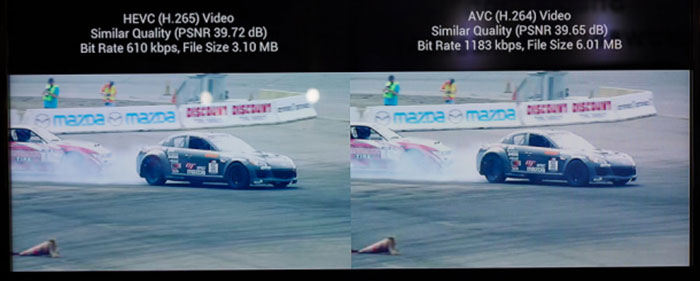 HEVC (H.265) Video
Similar Quality (PSNR 39.72 dB)
Bit Rate 610 kbps, File Size 3.10 MB
AVC (H.264) Video
Similar Quality (PSNR 39.65 dB)
Bit Rate 1183 kbps, File Size 6.01 MB
mazda mazda DISCOUNT DISCOUNT
mazda mazda DISCOUNT DISCOUNT